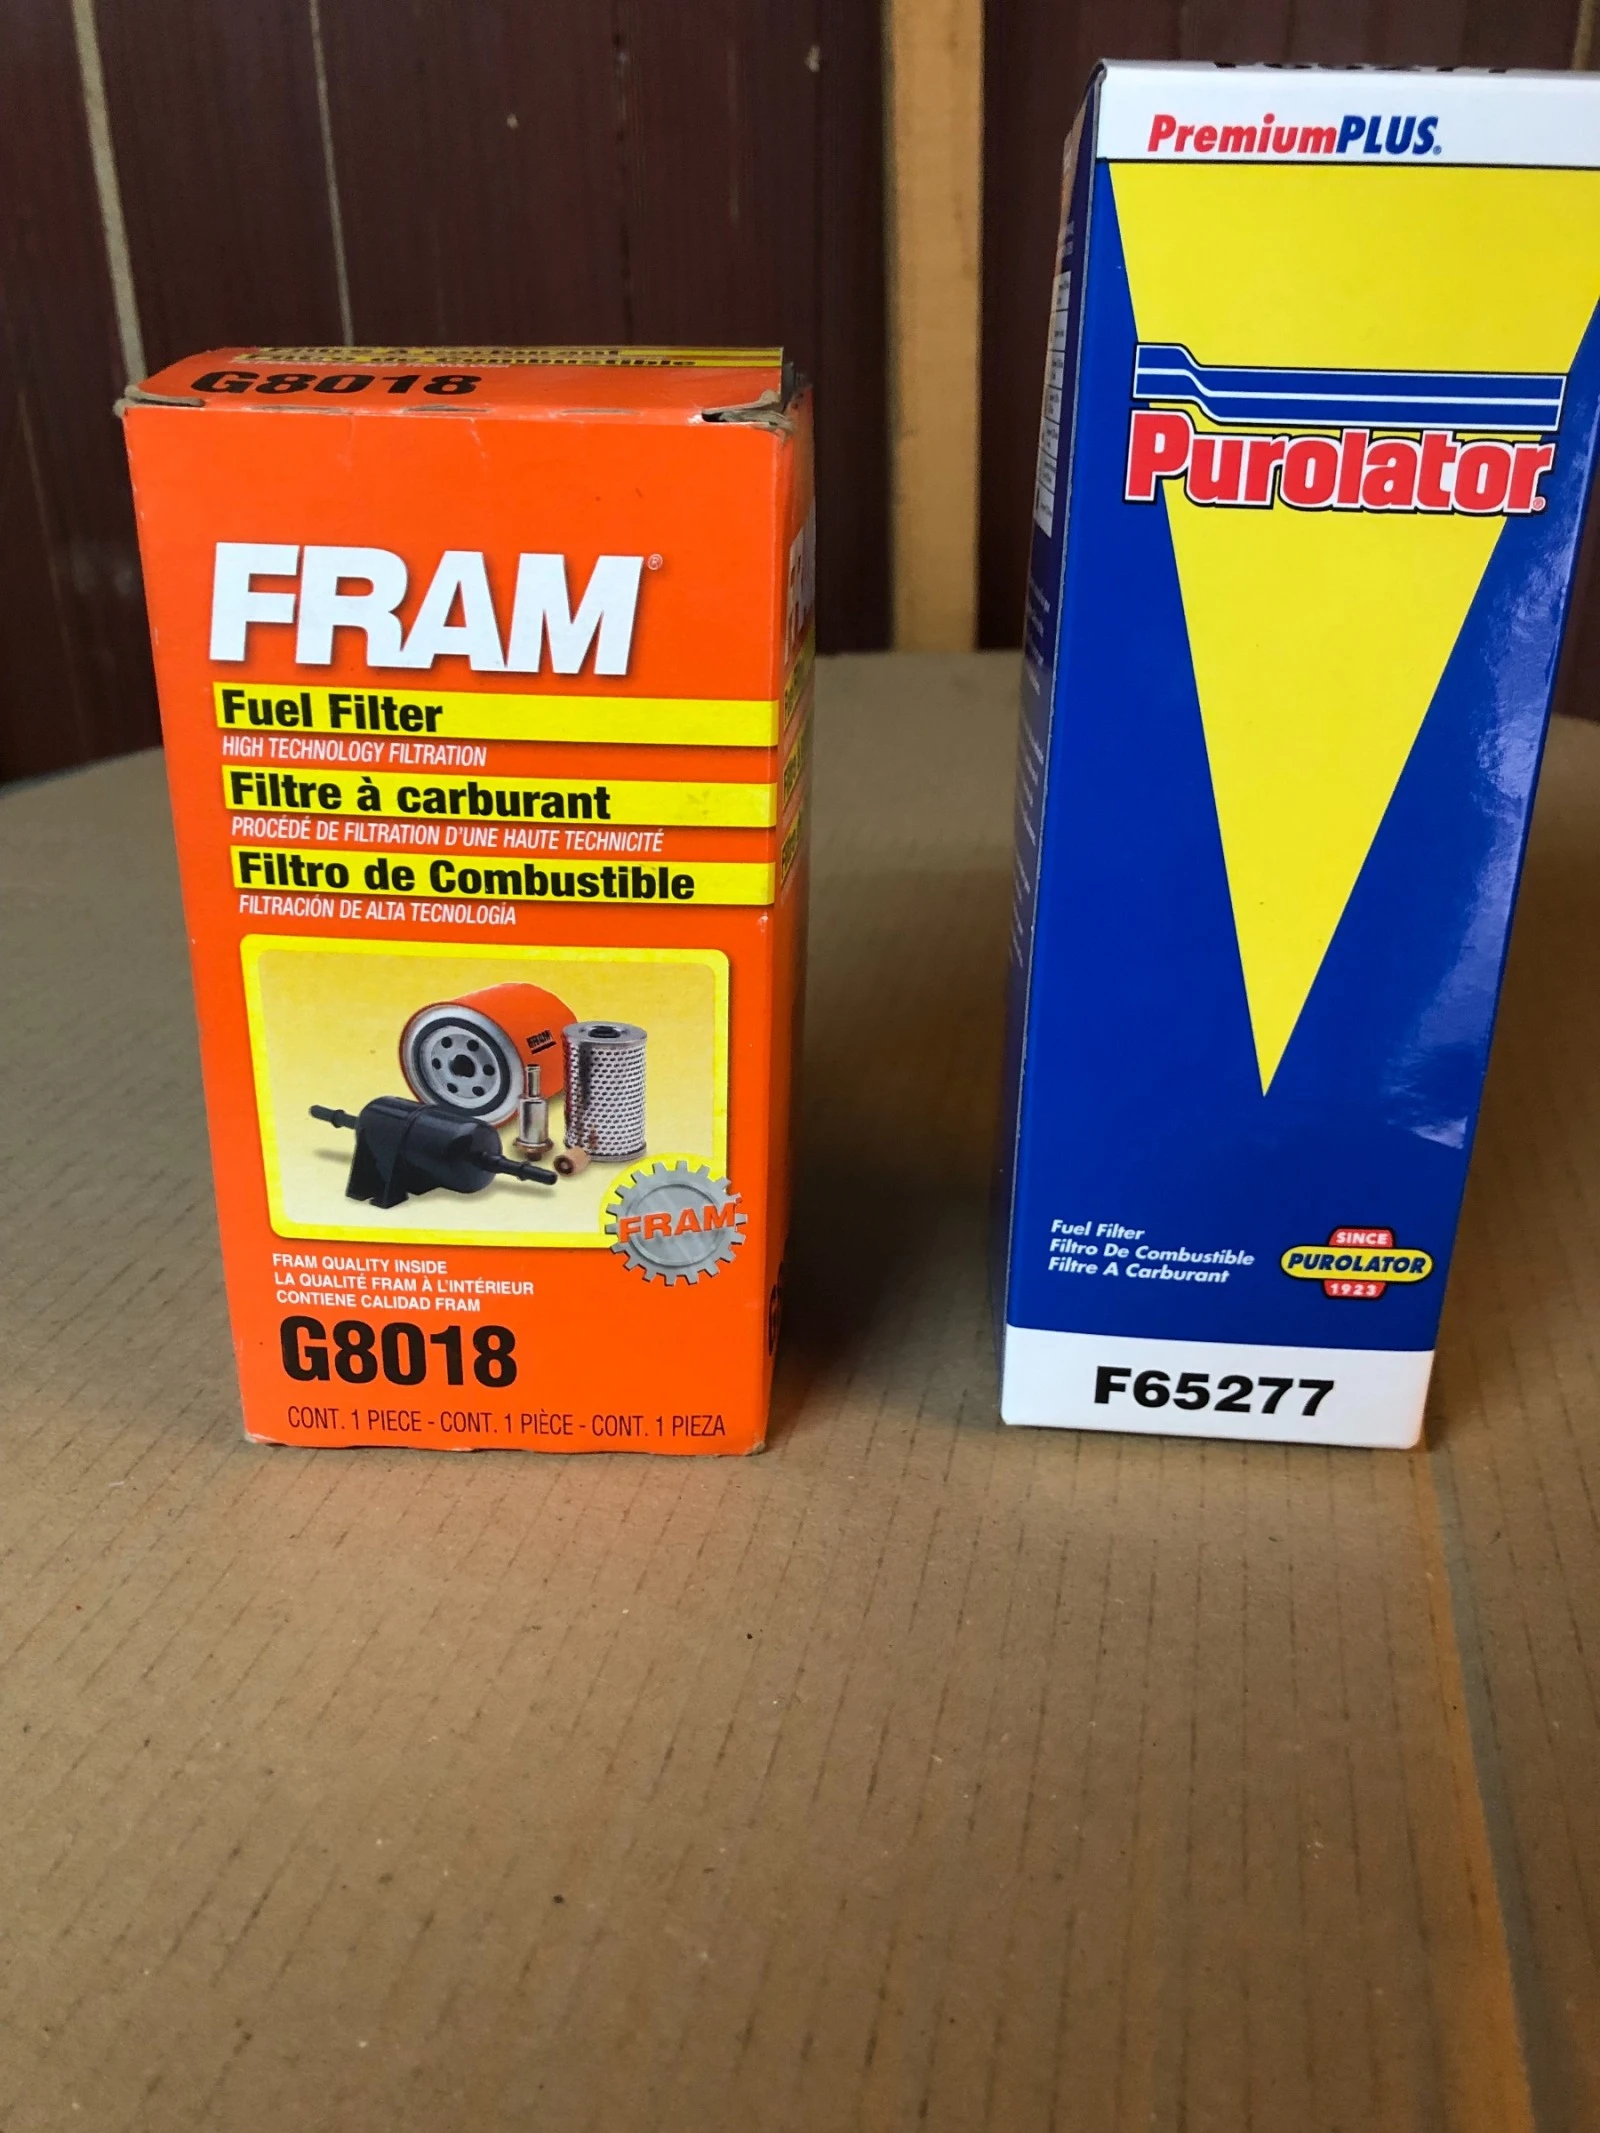 G8018
FRAM®
Fuel Filter
HIGH TECHNOLOGY FILTRATION
Filtre à carburant
PROCÉDÉ DE FILTRATION D'UNE HAUTE TECHNICITÉ
Filtro de Combustible
FILTRACIÓN DE ALTA TECNOLOGÍA
FRAM
FRAM
FRAM QUALITY INSIDE
LA QUALITÉ FRAM À L'INTÉRIEUR
CONTIENE CALIDAD FRAM
G8018
CONT. 1 PIECE - CONT. 1 PIÈCE - CONT. 1 PIEZA
PremiumPLUS®
Purolator®
Fuel Filter
Filtro De Combustible
Filtre A Carburant
SINCE
PUROLATOR
1923
F65277